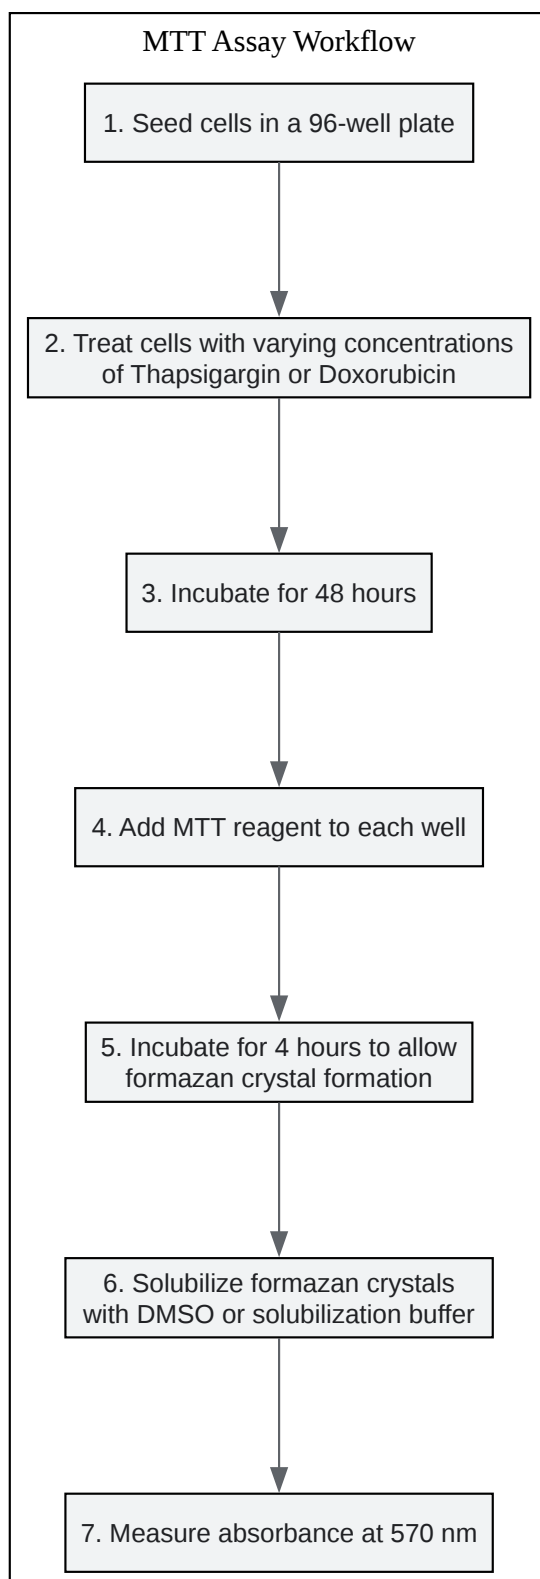 MTT Assay Workflow
1. Seed cells in a 96-well plate
2. Treat cells with varying concentrations
of Thapsigargin or Doxorubicin
3. Incubate for 48 hours
4. Add MTT reagent to each well
5. Incubate for 4 hours to allow
formazan crystal formation
6. Solubilize formazan crystals
with DMSO or solubilization buffer
7. Measure absorbance at 570 nm